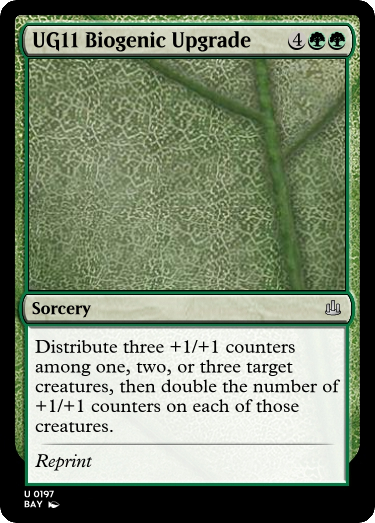 UG11 Biogenic Upgrade 4
Sorcery
Distribute three +1/+1 counters
among one, two, or three target
creatures, then double the number of
+1/+1 counters on each of those
creatures.
Reprint
U 0197
BAY